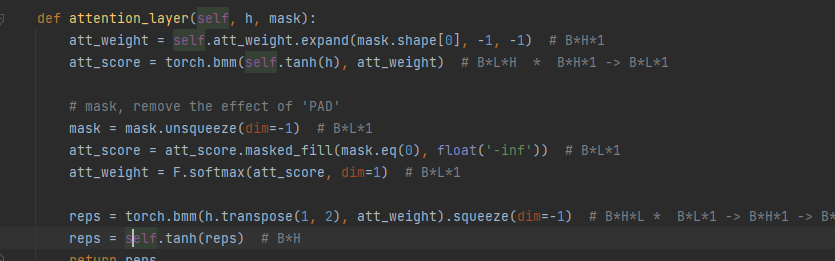 def attention_layer(self, h, mask):
att_weight = self.att_weight.expand(mask.shape[0], -1, -1)  # B*H*1
att_score = torch.bmm(self.tanh(h), att_weight)  # B*L*H  *  B*H*1 -> B*L*1
# mask, remove the effect of 'PAD'
mask = mask.unsqueeze(dim=-1)  # B*L*1
att_score = att_score.masked_fill(mask.eq(0), float('-inf'))  # B*L*1
att_weight = F.softmax(att_score, dim=1)  # B*L*1
reps = torch.bmm(h.transpose(1, 2), att_weight).squeeze(dim=-1)  # B*H*L *  B*L*1 -> B*H*1 -> B*
reps = self.tanh(reps)  # B*H
return reps